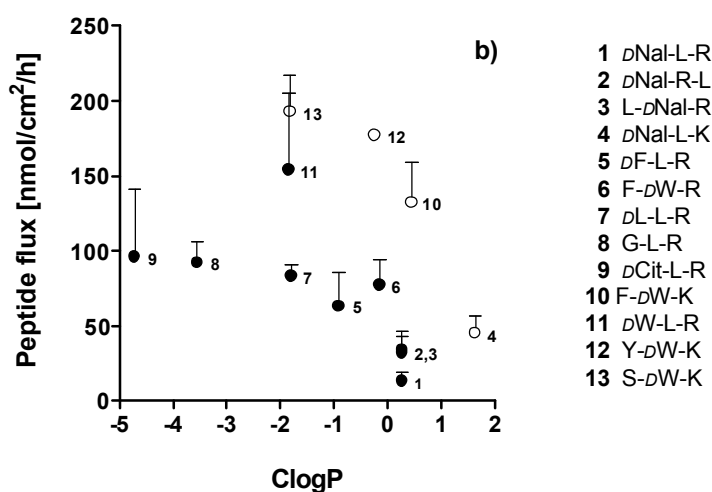 250
200
150
100
50
0
Peptide flux [nmol/cm²/h]
b)
13
12
11
10
9
8
7
6
5
4
2,3
1
-5 -4 -3 -2 -1 0 1 2
ClogP
1 DNal-L-R
2 DNal-R-L
3 L-DNal-R
4 DNal-L-K
5 DF-L-R
6 F-DW-R
7 DL-L-R
8 G-L-R
9 DCit-L-R
10 F-DW-K
11 DW-L-R
12 Y-DW-K
13 S-DW-K